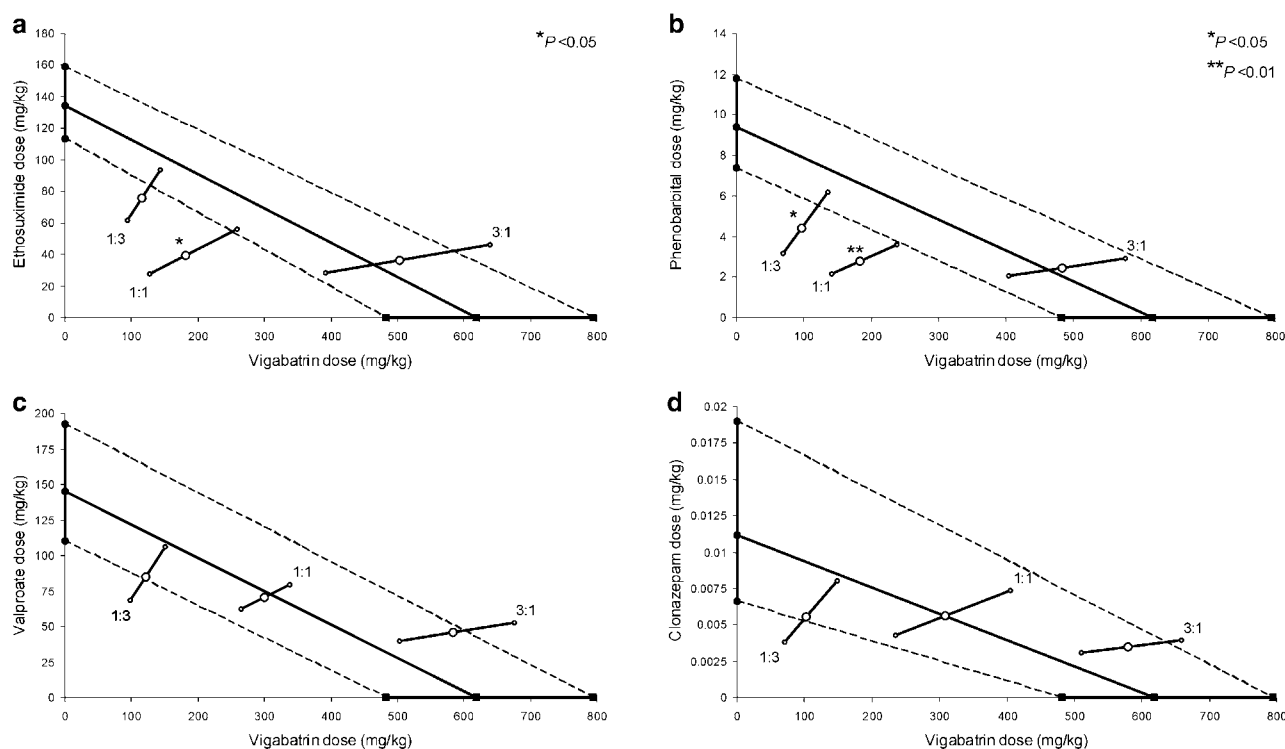 a
*P<0.05
Ethosuximide dose (mg/kg)
180
160
140
120
100
80
60
40
20
0
1:3
*
1:1
3:1
0 100 200 300 400 500 600 700 800
Vigabatrin dose (mg/kg)
b
*P<0.05
**P<0.01
Phenobarbital dose (mg/kg)
14
12
10
8
6
4
2
0
*
1:3
**
1:1
3:1
0 100 200 300 400 500 600 700 800
Vigabatrin dose (mg/kg)
c
Valproate dose (mg/kg)
200
175
150
125
100
75
50
25
0
1:3
1:1
3:1
0 100 200 300 400 500 600 700 800
Vigabatrin dose (mg/kg)
d
Clonazepam dose (mg/kg)
0.02
0.0175
0.015
0.0125
0.01
0.0075
0.005
0.0025
0
1:3
1:1
3:1
0 100 200 300 400 500 600 700 800
Vigabatrin dose (mg/kg)